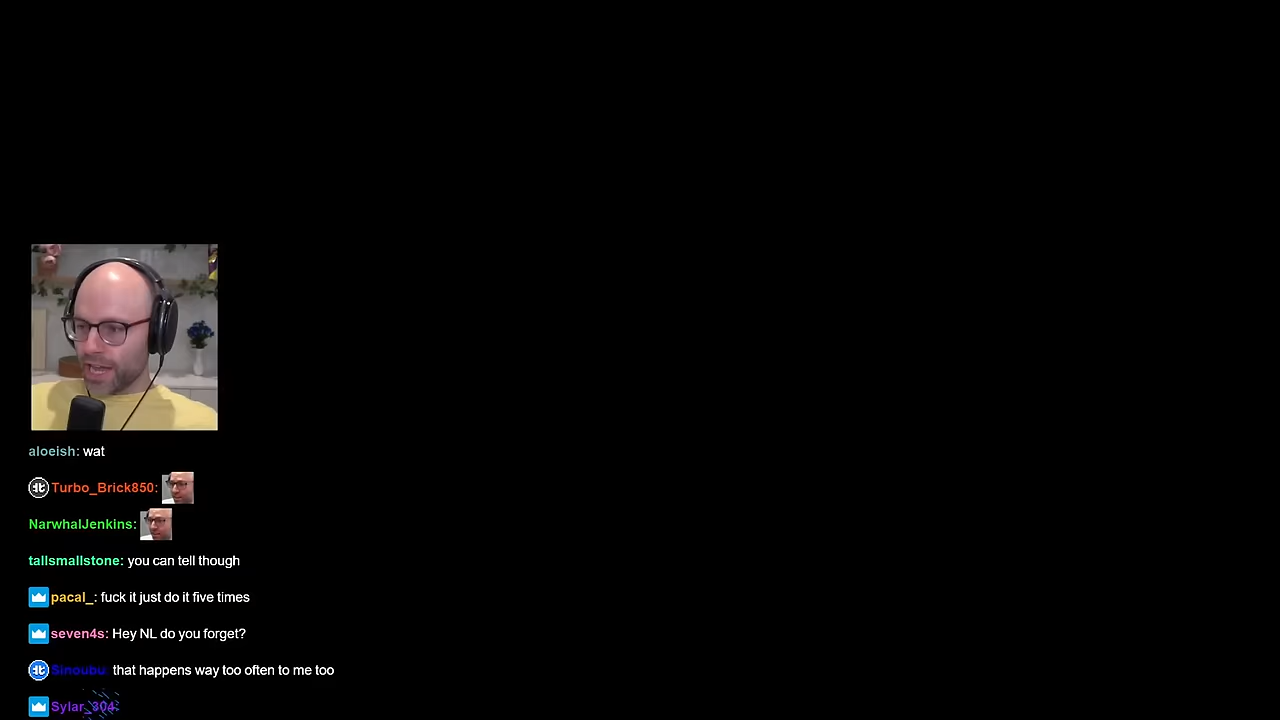 aloeish: wat
Turbo_Brick850:
NarwhalJenkins:
tallsmallstone: you can tell though
pacal_: fuck it just do it five times
seven4s: Hey NL do you forget?
Sinoubu: that happens way too often to me too
Sylar_304: